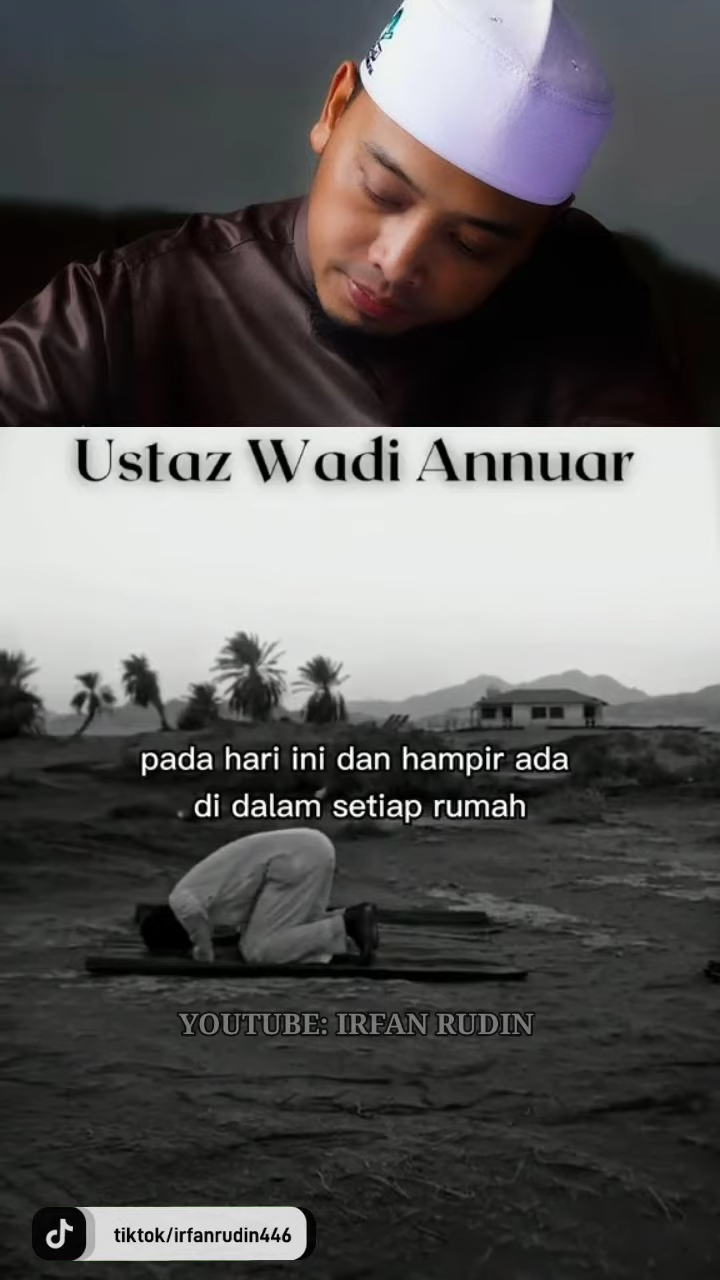 Ustaz Wadi Annuar
pada hari ini dan hampir ada
di dalam setiap rumah
YOUTUBE: IRFAN RUDIN
tiktok/irfanrudin446